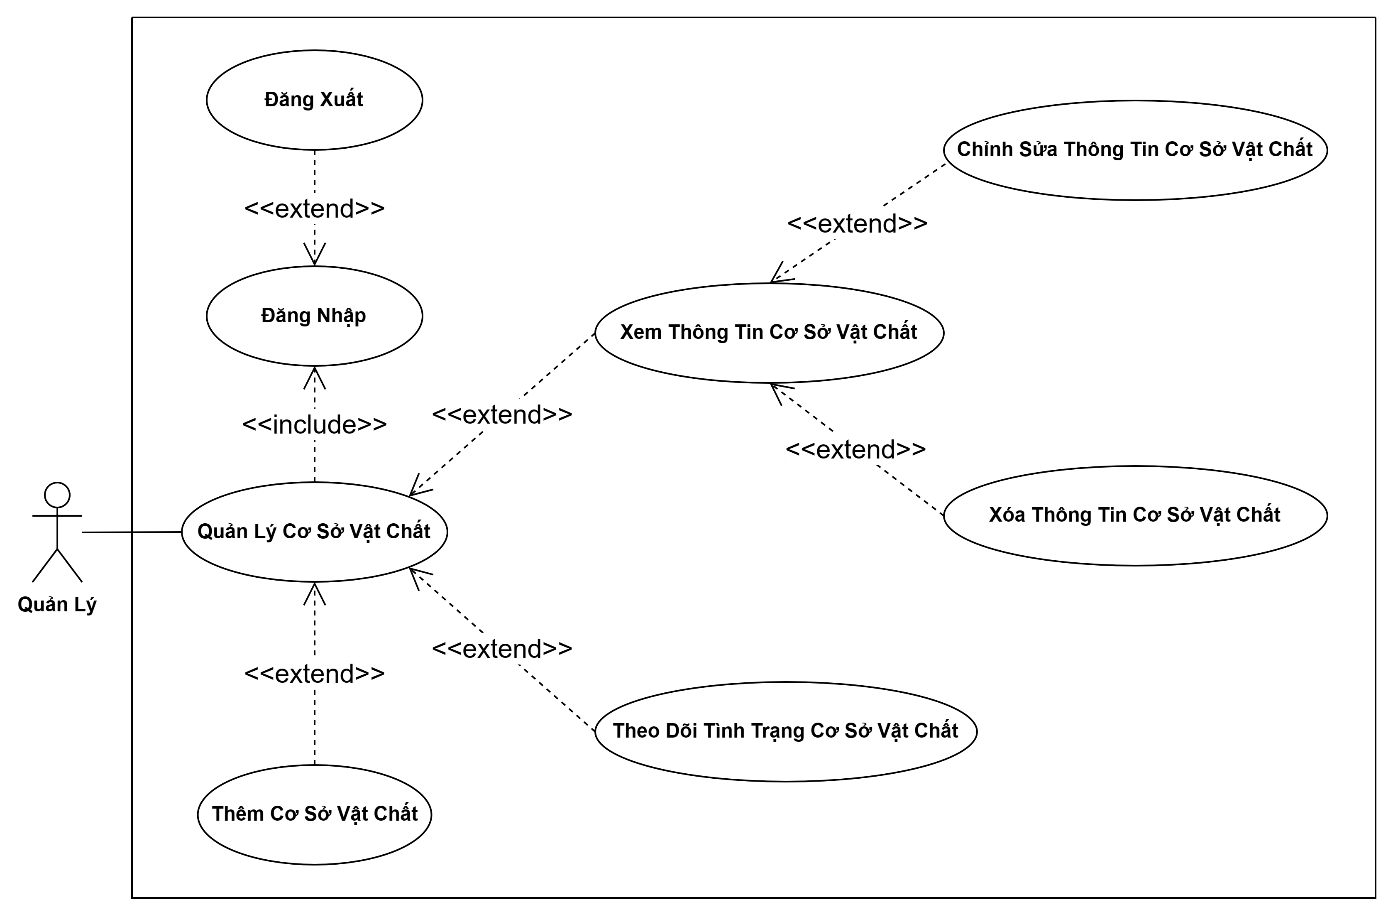 Đăng Xuất
<<extend>>
Đăng Nhập
<<include>>
Quản Lý Cơ Sở Vật Chất
Quản Lý
<<extend>>
Thêm Cơ Sở Vật Chất
<<extend>>
Xem Thông Tin Cơ Sở Vật Chất
<<extend>>
Chỉnh Sửa Thông Tin Cơ Sở Vật Chất
<<extend>>
Xóa Thông Tin Cơ Sở Vật Chất
<<extend>>
Theo Dõi Tình Trạng Cơ Sở Vật Chất